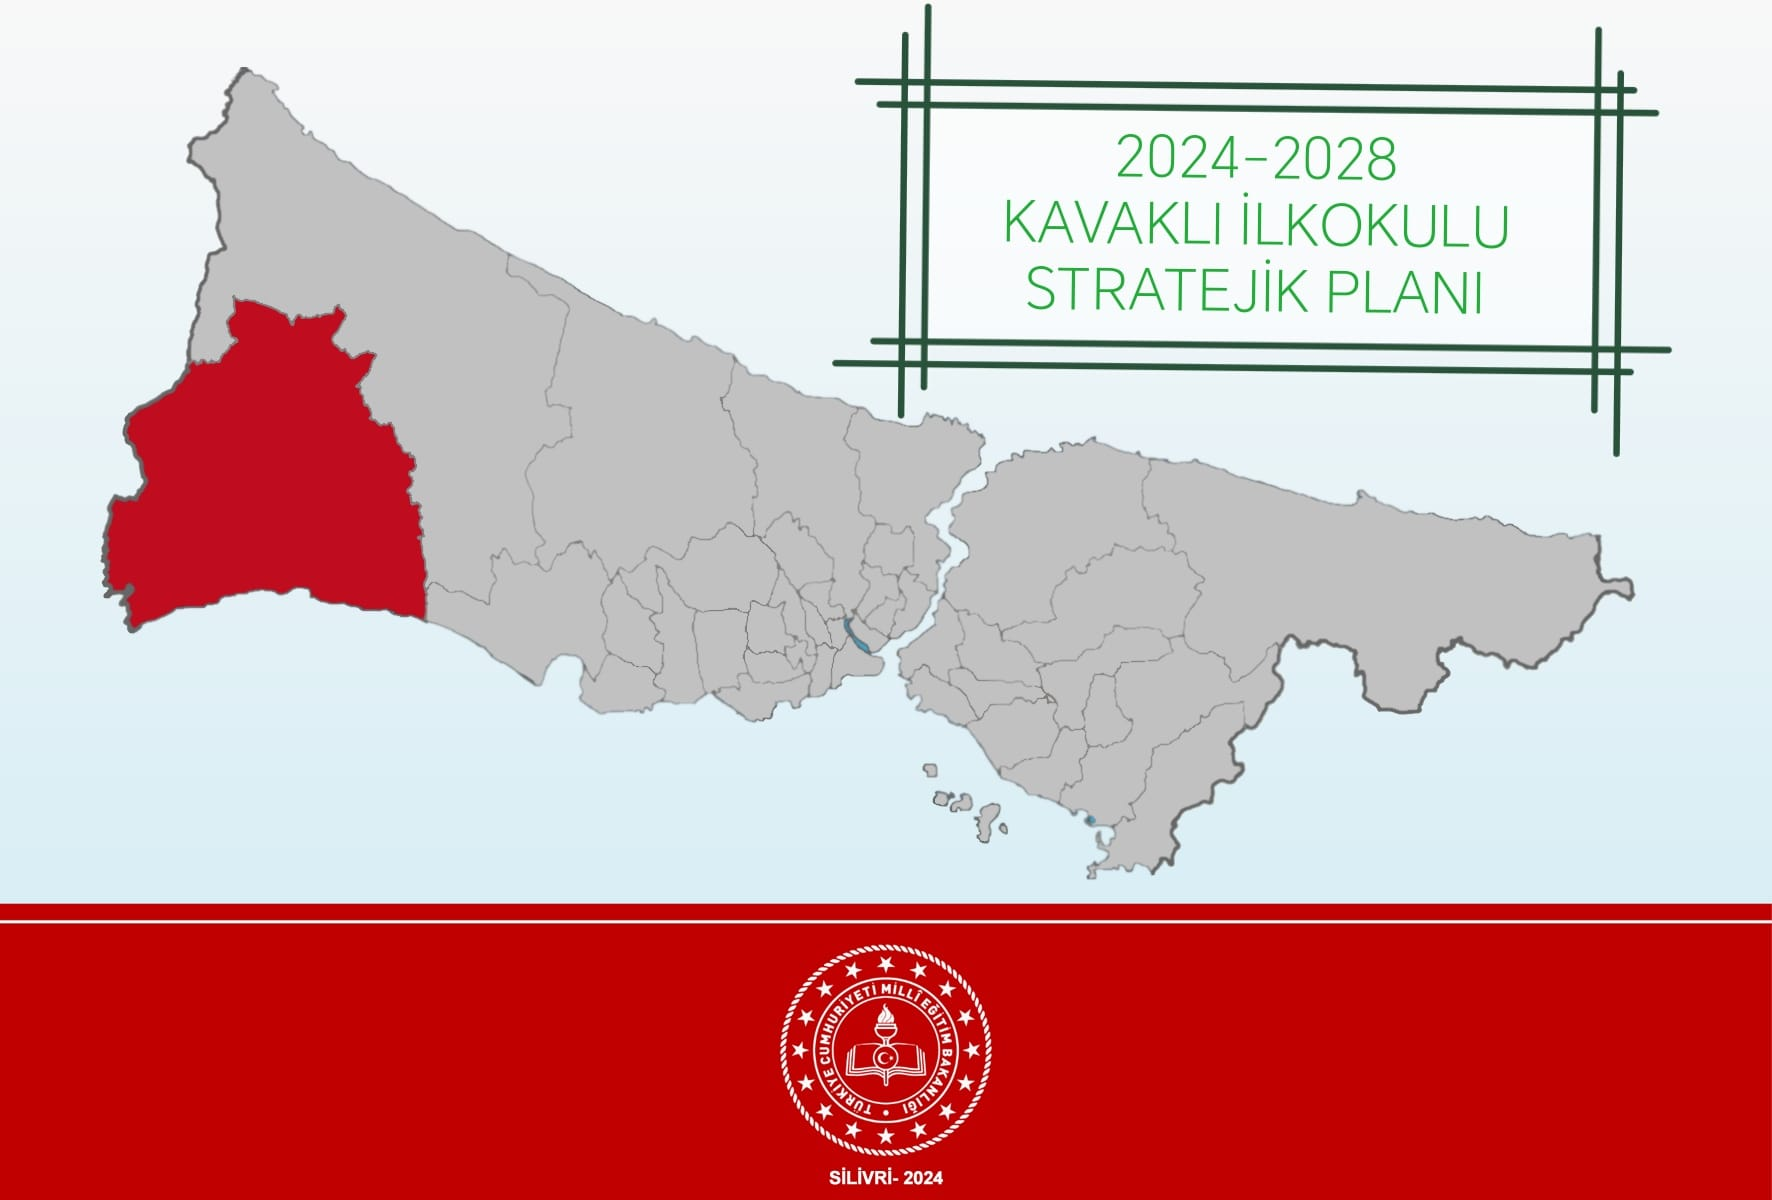 2024-2028
KAVAKLI İLKOKULU
STRATEJİK PLANI
TÜRKİYE CUMHURİYETİ MİLLÎ EĞİTİM BAKANLIĞI
SİLİVRİ- 2024